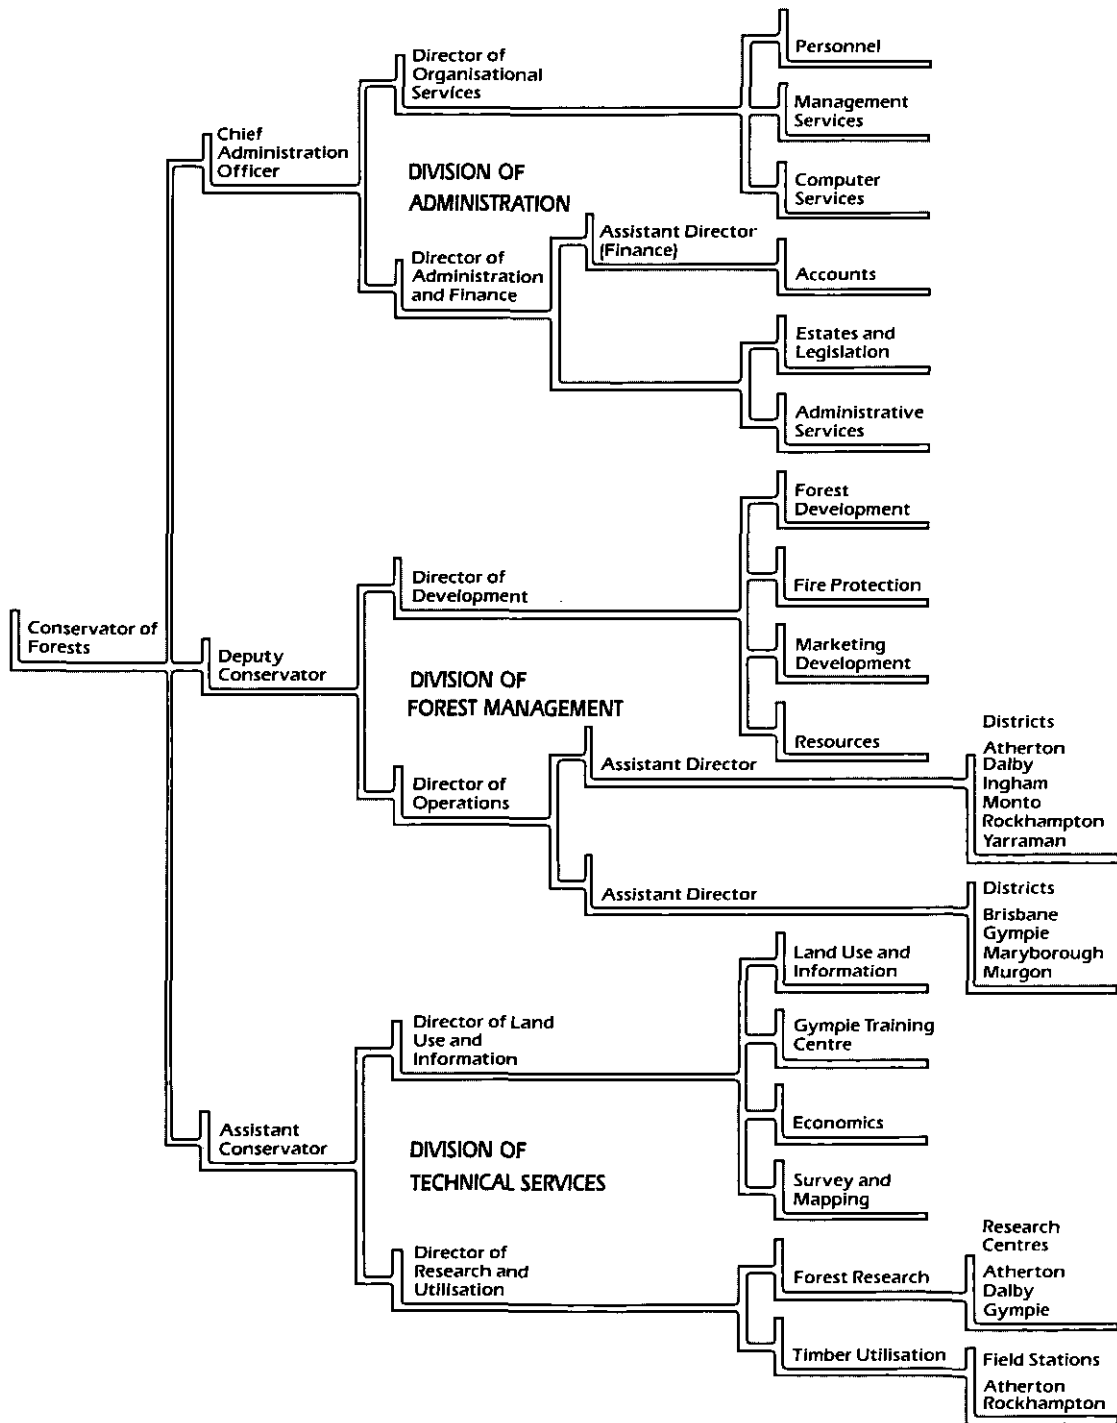 Personnel
Director of
Organisational
Services
Management
Services
Chief
Administration
Officer
DIVISION OF
ADMINISTRATION
Computer
Services
Assistant Director
(Finance)
Director of
Administration
and Finance
Accounts
Estates and
Legislation
Administrative
Services
Forest
Development
Director of
Development
Fire Protection
Conservator of
Forests
Deputy
Conservator
Marketing
Development
DIVISION OF
FOREST MANAGEMENT
Resources
Director of
Operations
Assistant Director
Districts
Atherton
Dalby
Ingham
Monto
Rockhampton
Yarraman
Assistant Director
Districts
Brisbane
Gympie
Maryborough
Murgon
Land Use and
Information
Director of Land
Use and
Information
Gympie Training
Centre
Assistant
Conservator
Economics
DIVISION OF
TECHNICAL SERVICES
Survey and
Mapping
Director of
Research and
Utilisation
Forest Research
Research
Centres
Atherton
Dalby
Gympie
Timber Utilisation
Field Stations
Atherton
Rockhampton